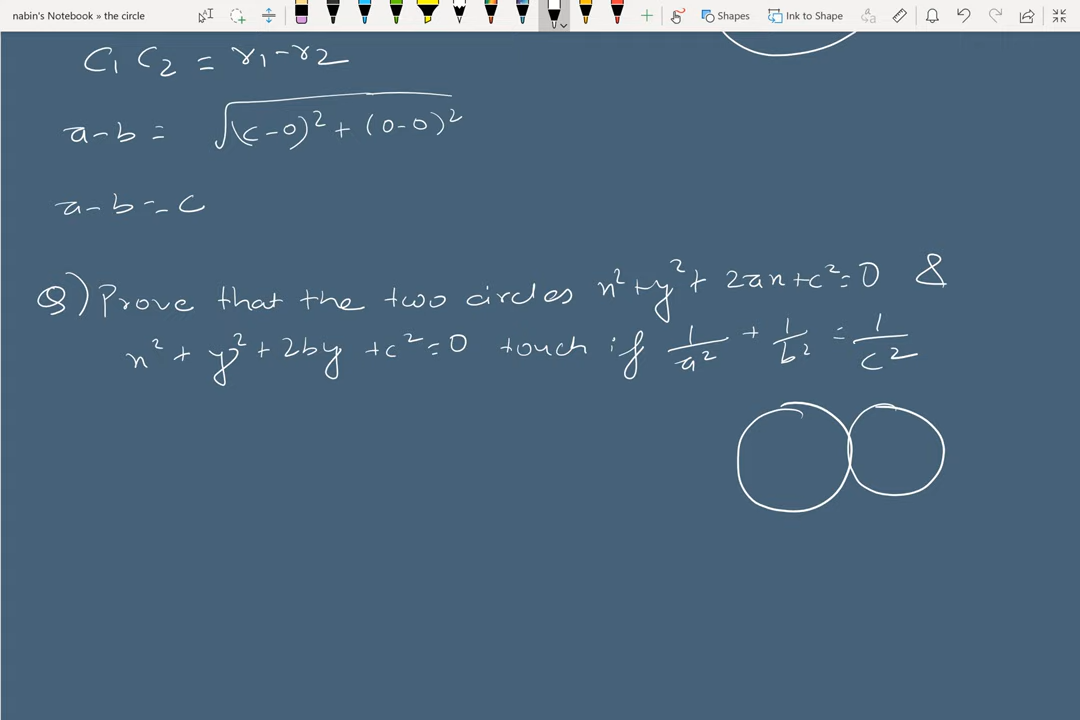 nabin's Notebook » the circle
Shapes
Ink to Shape
C₁ C₂ = r₁ - r₂
a - b = √(c-0)² + (0-0)²
a - b = c
Q) Prove that the two circles x² + y² + 2ax + c² = 0 &
x² + y² + 2by + c² = 0 touch if 1/a² + 1/b² = 1/c²